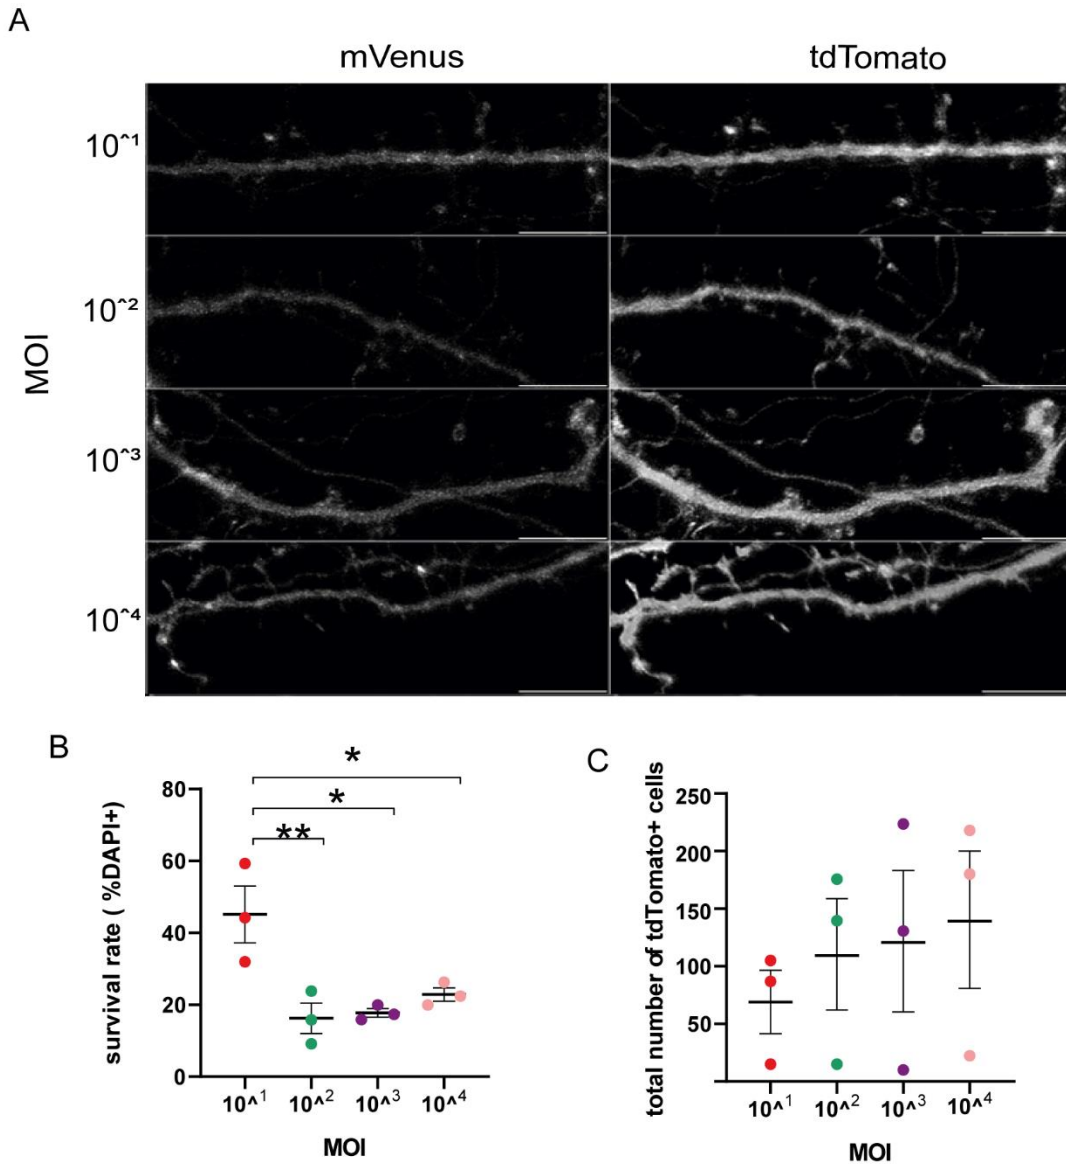 A
mVenus tdTomato
10^¹
10^²
10^³
10^⁴
MOI
B
*
*
**
80
60
40
20
0
survival rate ( %DAPI+)
10^¹ 10^² 10^³ 10^⁴
MOI
C
250
200
150
100
50
total number of tdTomato+ cells
10^¹ 10^² 10^³ 10^⁴
MOI